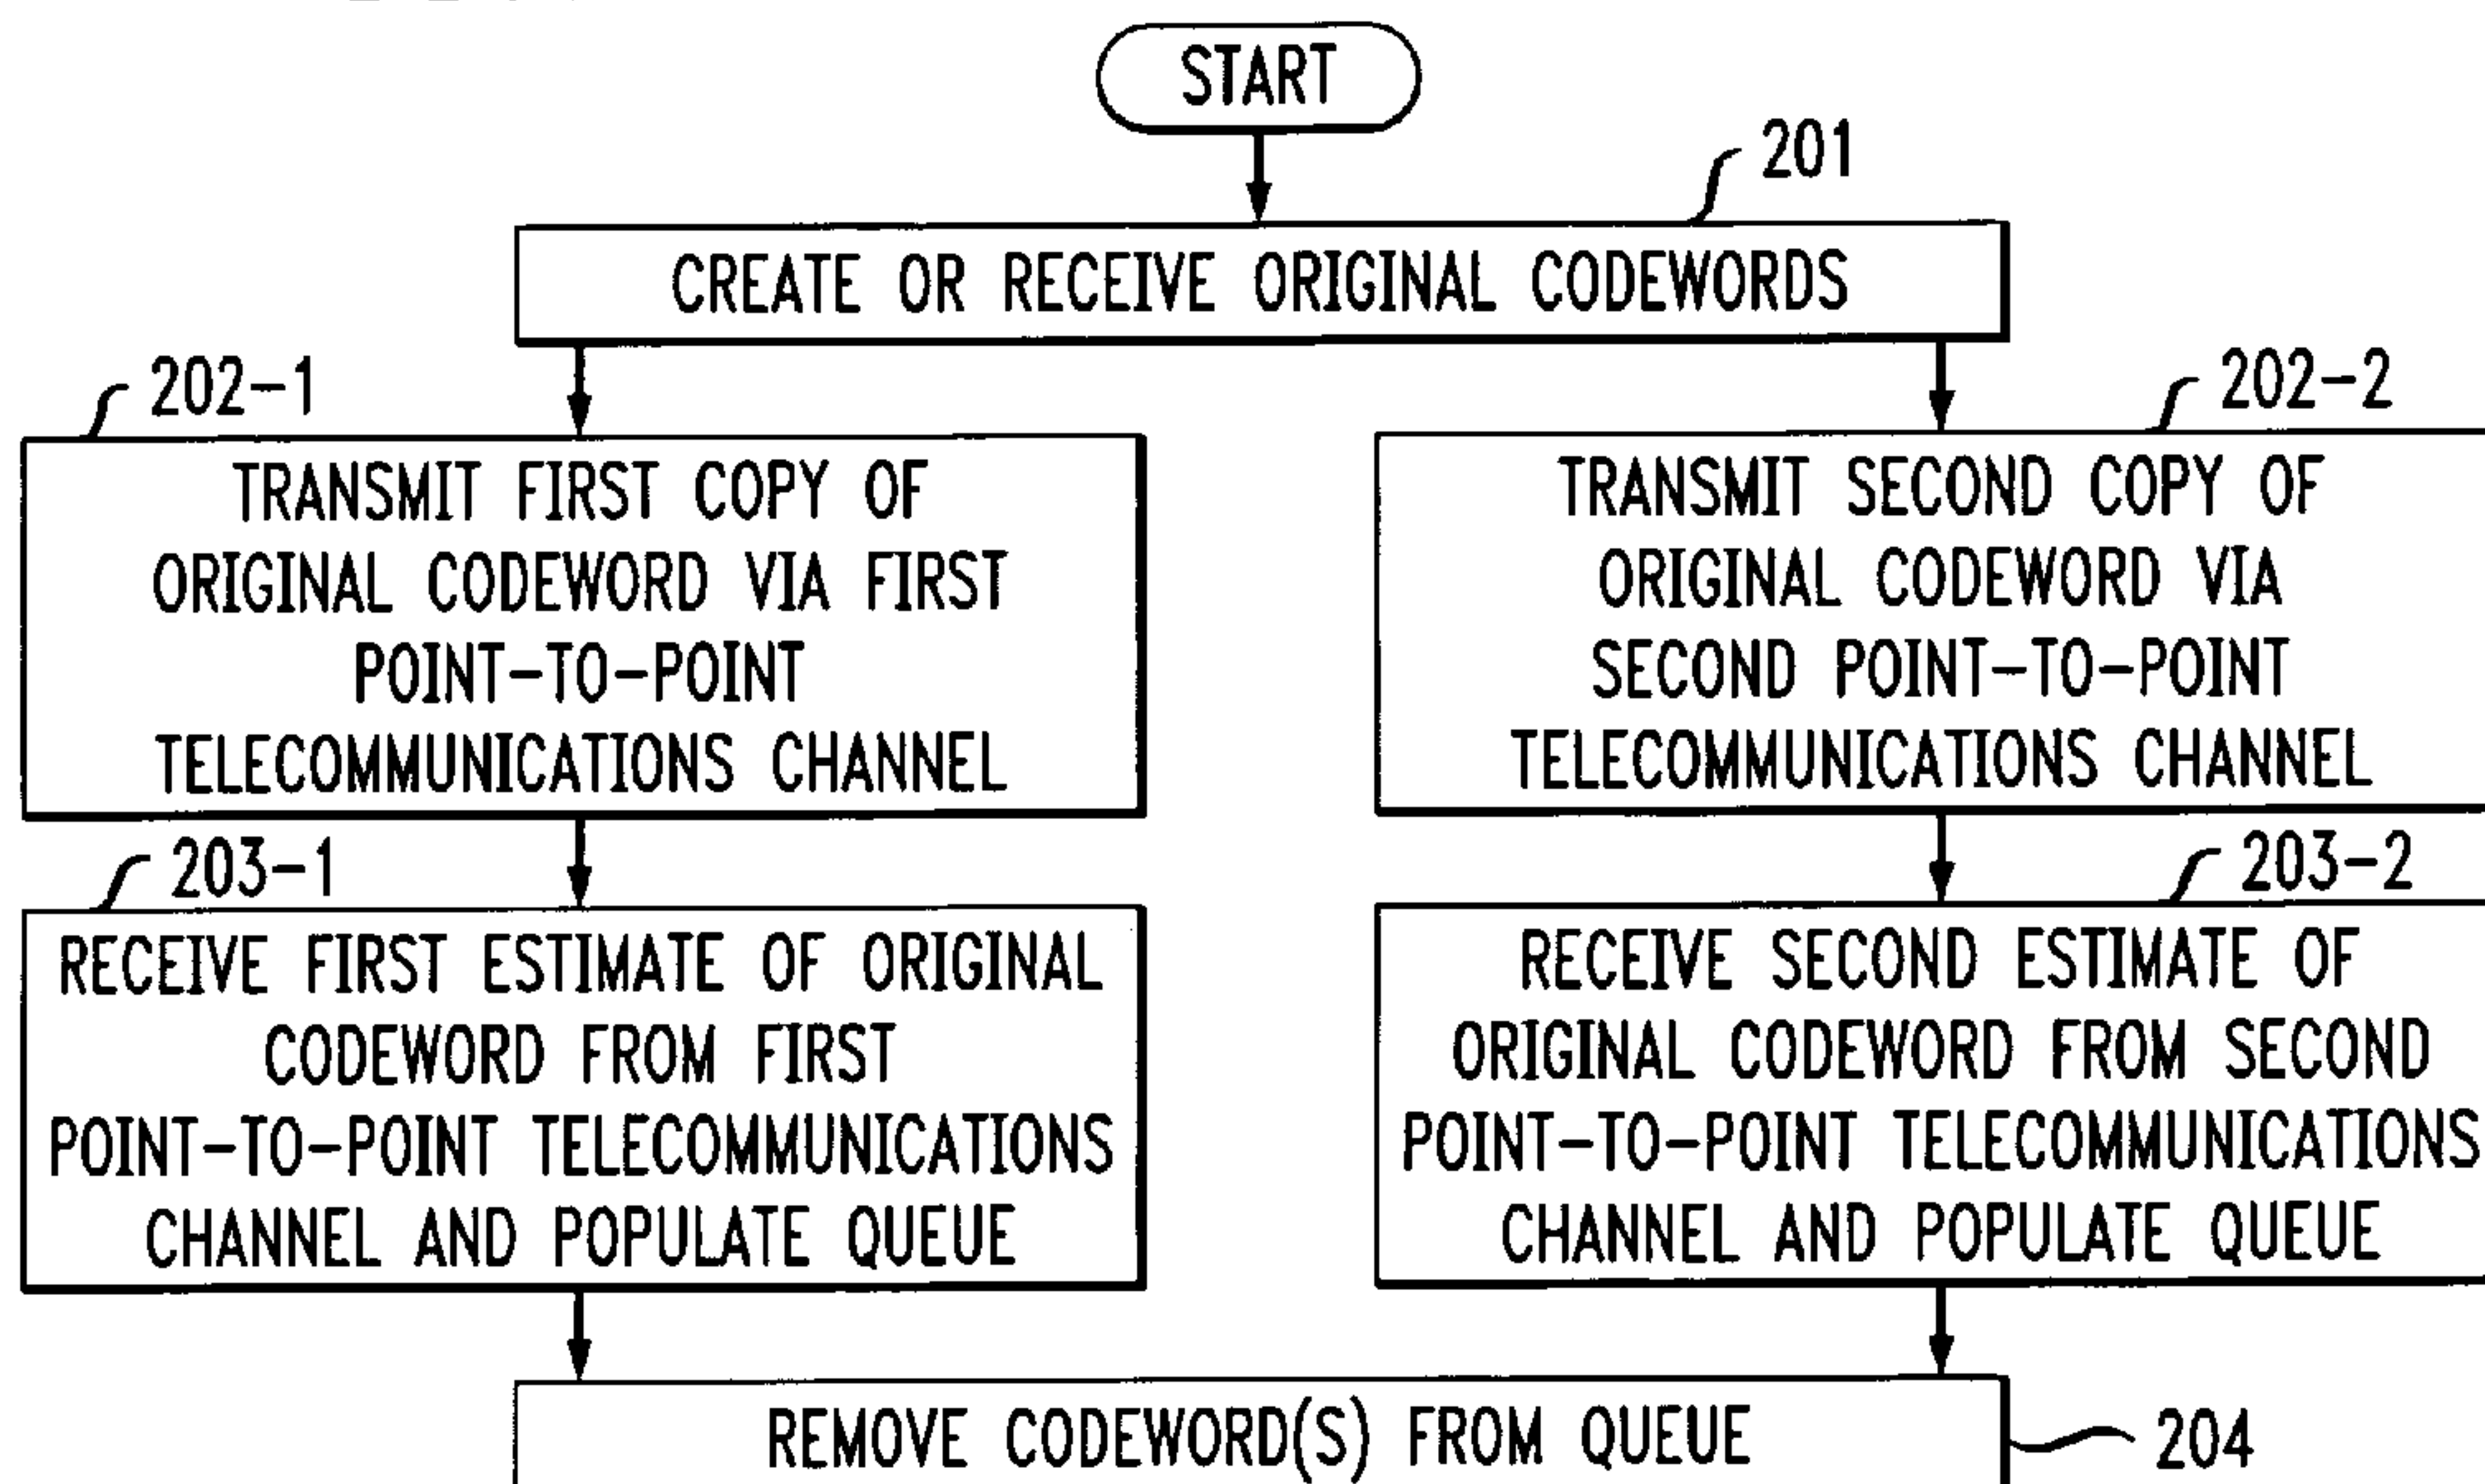 START
201
CREATE OR RECEIVE ORIGINAL CODEWORDS
202-1
TRANSMIT FIRST COPY OF
ORIGINAL CODEWORD VIA FIRST
POINT-TO-POINT
TELECOMMUNICATIONS CHANNEL
202-2
TRANSMIT SECOND COPY OF
ORIGINAL CODEWORD VIA
SECOND POINT-TO-POINT
TELECOMMUNICATIONS CHANNEL
203-1
RECEIVE FIRST ESTIMATE OF ORIGINAL
CODEWORD FROM FIRST
POINT-TO-POINT TELECOMMUNICATIONS
CHANNEL AND POPULATE QUEUE
203-2
RECEIVE SECOND ESTIMATE OF
ORIGINAL CODEWORD FROM SECOND
POINT-TO-POINT TELECOMMUNICATIONS
CHANNEL AND POPULATE QUEUE
REMOVE CODEWORD(S) FROM QUEUE
204